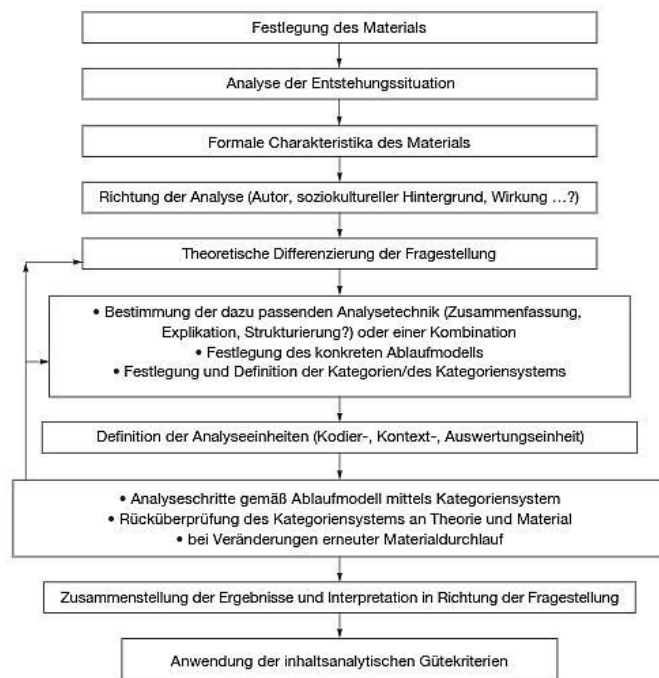 Festlegung des Materials
Analyse der Entstehungssituation
Formale Charakteristika des Materials
Richtung der Analyse (Autor, soziokultureller Hintergrund, Wirkung ...?)
Theoretische Differenzierung der Fragestellung
• Bestimmung der dazu passenden Analysetechnik (Zusammenfassung,
Explikation, Strukturierung?) oder einer Kombination
• Festlegung des konkreten Ablaufmodells
• Festlegung und Definition der Kategorien/des Kategoriensystems
Definition der Analyseeinheiten (Kodier-, Kontext-, Auswertungseinheit)
• Analyseschritte gemäß Ablaufmodell mittels Kategoriensystem
• Rücküberprüfung des Kategoriensystems an Theorie und Material
• bei Veränderungen erneuter Materialdurchlauf
Zusammenstellung der Ergebnisse und Interpretation in Richtung der Fragestellung
Anwendung der inhaltsanalytischen Gütekriterien